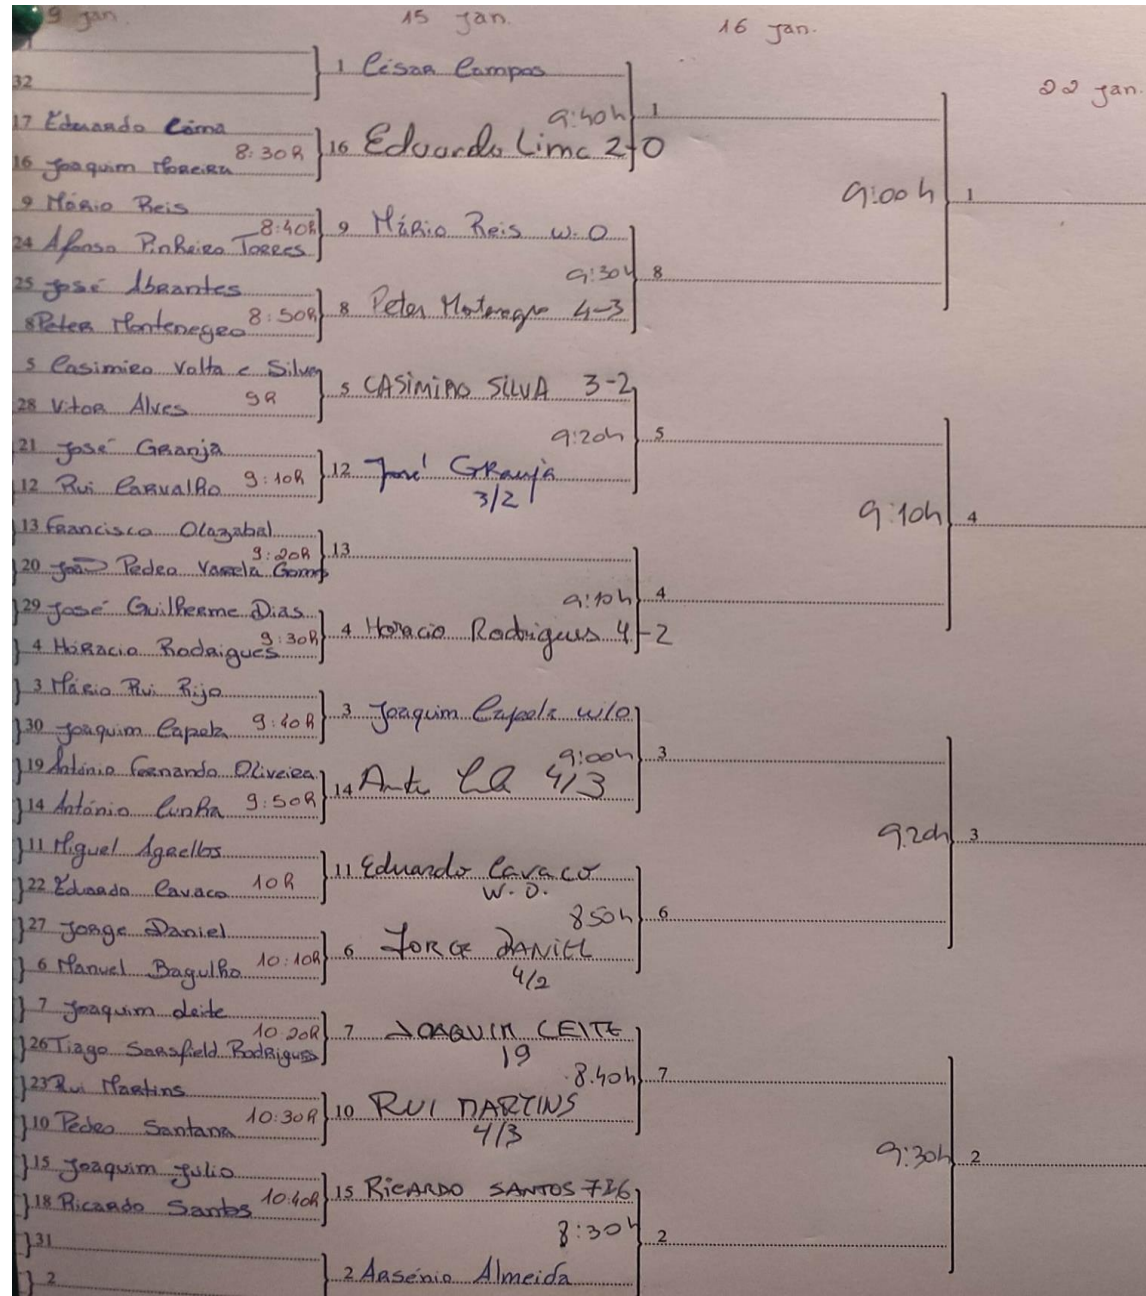 9 Jan.
15 Jan.
16 Jan.
22 Jan.
1 César Campos
32
17 Eduardo Lima
9:40h 1
8:30h 16 Eduardo Lima 2-0
16 Joaquim Moreira
9:00h 1
9 Mário Reis
8:40h 9 Mário Reis w.o
24 Afonso Pinheiro Torres
9:30h 8
25 José Abrantes
8:50h 8 Peter Montenegro 4-3
8 Peter Montenegro
5 Casimiro Valta e Silva
9h 5 CASIMIRO SILVA 3-2
28 Vitor Alves
9:20h 5
21 José Granja
9:10h 12 José Granja
3/2
12 Rui Carvalho
9:10h 4
13 Francisco Olazabal
9:20h 13
20 João Pedro Varela Gomes
9:10h 4
29 José Guilherme Dias
9:30h 4 Horacio Rodrigues 4-2
4 Horacio Rodrigues
3 Mário Rui Rijo
9:40h 3 Joaquim Capela w/o
30 Joaquim Capela
9:00h 3
19 António Fernando Oliveira
9:50h 14 4/3
14 António Cunha
9:20h 3
11 Miguel Agrellos
10h 11 Eduardo Cavaco
W.O.
22 Eduardo Cavaco
850h 6
27 Jorge Daniel
10:10h 6 JORGE DANIEL
4/2
6 Manuel Bagulho
7 Joaquim Leite
10:20h 7 JOAQUIM LEITE
19
26 Tiago Sarsfield Rodrigues
8.40h 7
23 Rui Martins
10:30h 10 RUI MARTINS
4/3
10 Pedro Santana
9:30h 2
15 Joaquim Julio
10:40h 15 RICARDO SANTOS
18 Ricardo Santos
8:30h 2
31
2 Arsénio Almeida
2